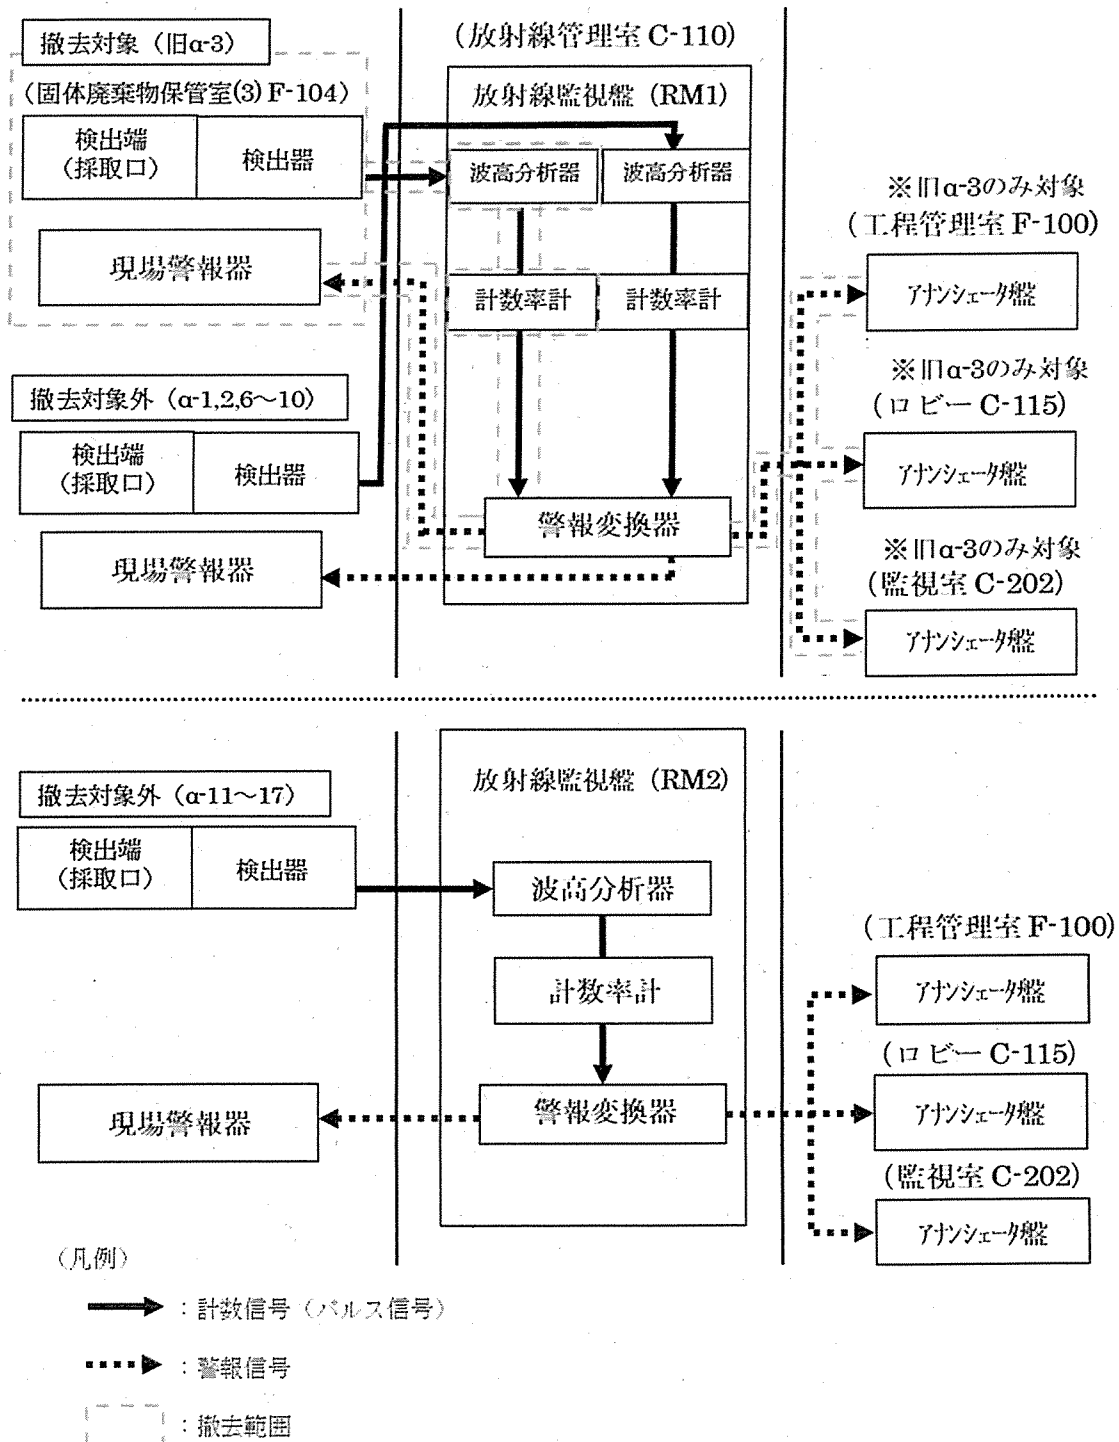 撤去対象（旧α-3）
（固体廃棄物保管室(3) F-104）
検出端
（採取口）
検出器
現場警報器
撤去対象外（α-1,2,6～10）
検出端
（採取口）
検出器
現場警報器
（放射線管理室 C-110）
放射線監視盤（RM1）
波高分析器
波高分析器
計数率計
計数率計
警報変換器
※旧α-3のみ対象
（工程管理室 F-100）
アナンシェータ盤
※旧α-3のみ対象
（ロビー C-115）
アナンシェータ盤
※旧α-3のみ対象
（監視室 C-202）
アナンシェータ盤
撤去対象外（α-11～17）
検出端
（採取口）
検出器
現場警報器
放射線監視盤（RM2）
波高分析器
計数率計
警報変換器
（工程管理室 F-100）
アナンシェータ盤
（ロビー C-115）
アナンシェータ盤
（監視室 C-202）
アナンシェータ盤
（凡例）
：計数信号（パルス信号）
：警報信号
：撤去範囲